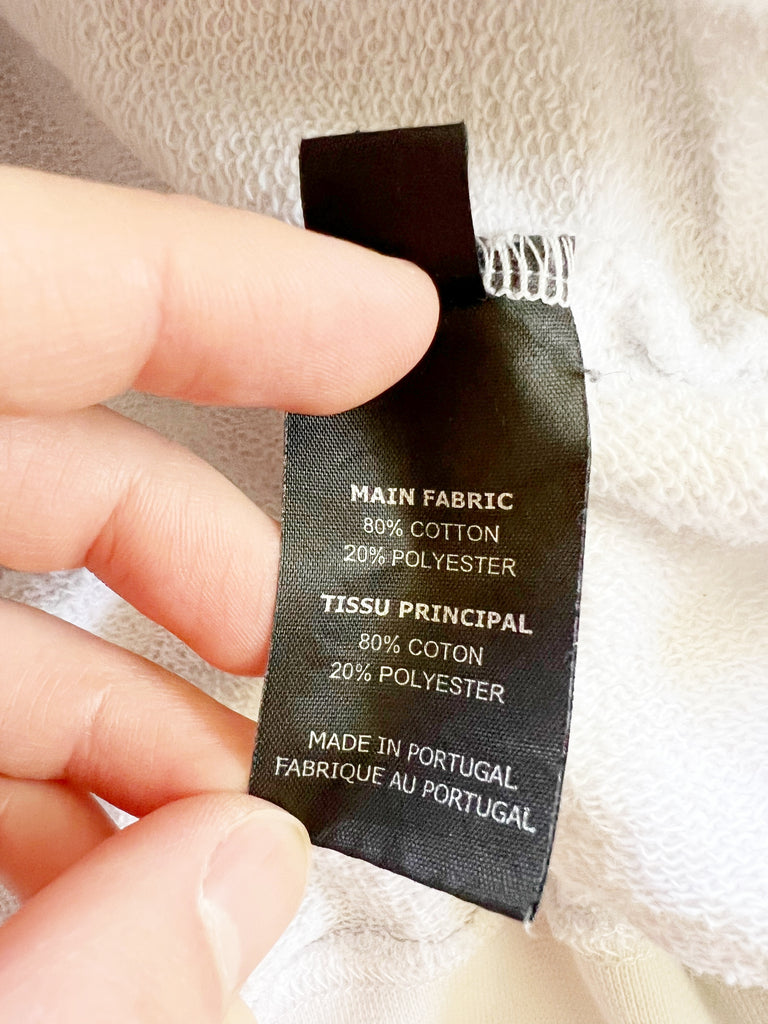 MAIN FABRIC
80% COTTON
20% POLYESTER
TISSU PRINCIPAL
80% COTON
20% POLYESTER
MADE IN PORTUGAL
FABRIQUE AU PORTUGAL